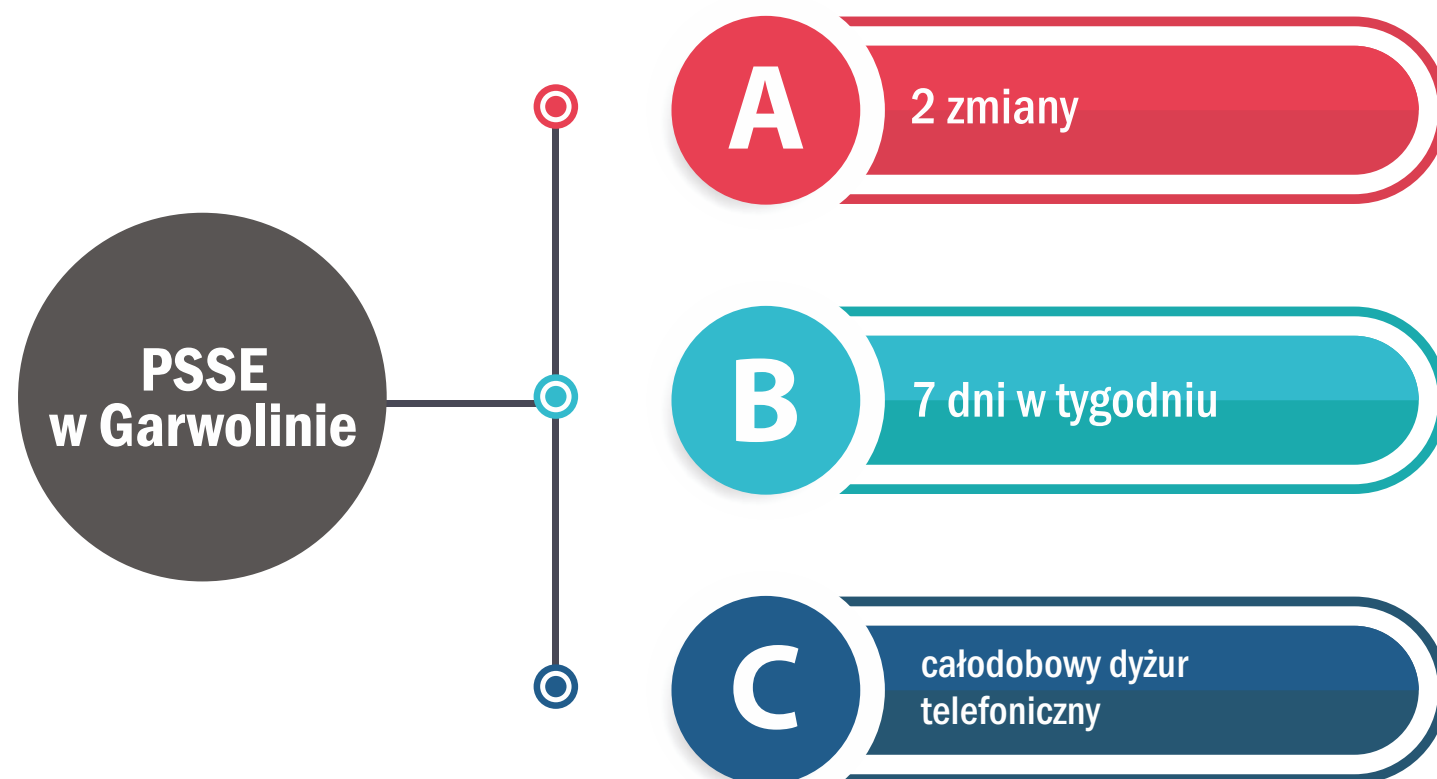 PSSE
w Garwolinie
A
2 zmiany
B
7 dni w tygodniu
C
całodobowy dyżur
telefoniczny